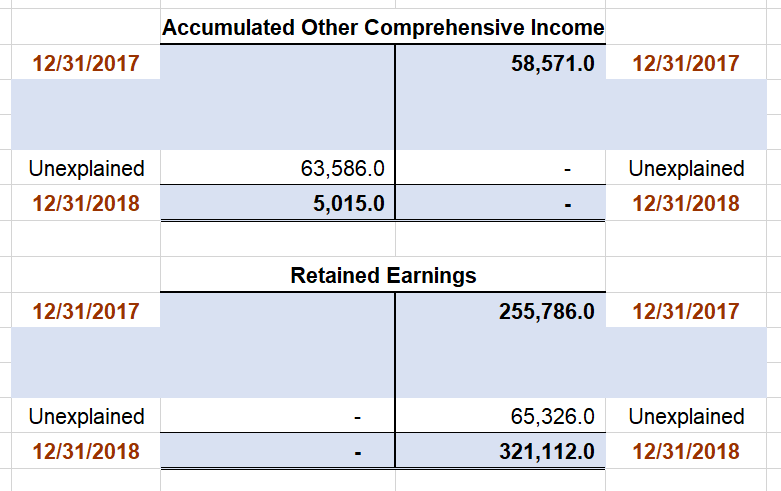 Accumulated Other Comprehensive Income
12/31/2017 58,571.0 12/31/2017
Unexplained 63,586.0 - Unexplained
12/31/2018 5,015.0 - 12/31/2018
Retained Earnings
12/31/2017 255,786.0 12/31/2017
Unexplained - 65,326.0 Unexplained
12/31/2018 - 321,112.0 12/31/2018